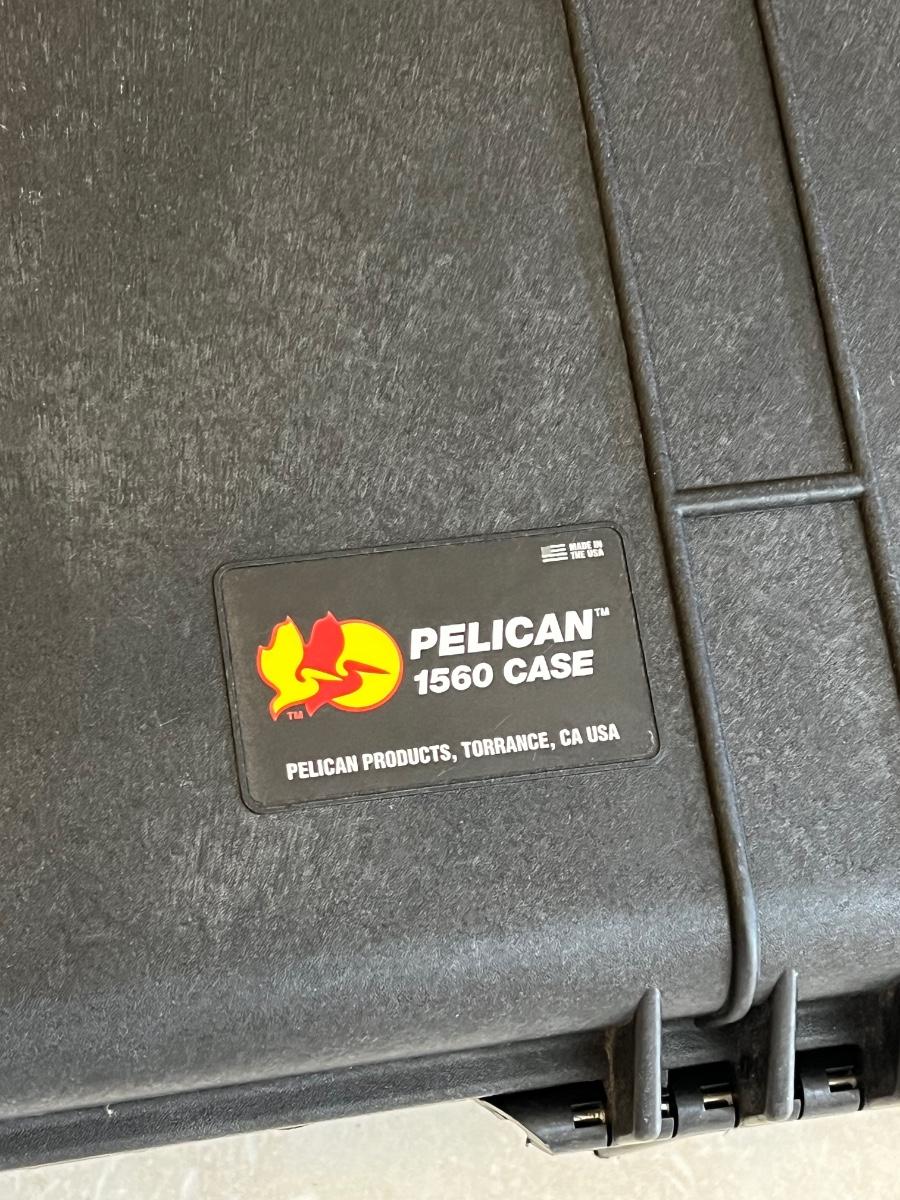 MADE IN
THE USA
PELICAN™
1560 CASE
TM
PELICAN PRODUCTS, TORRANCE, CA USA